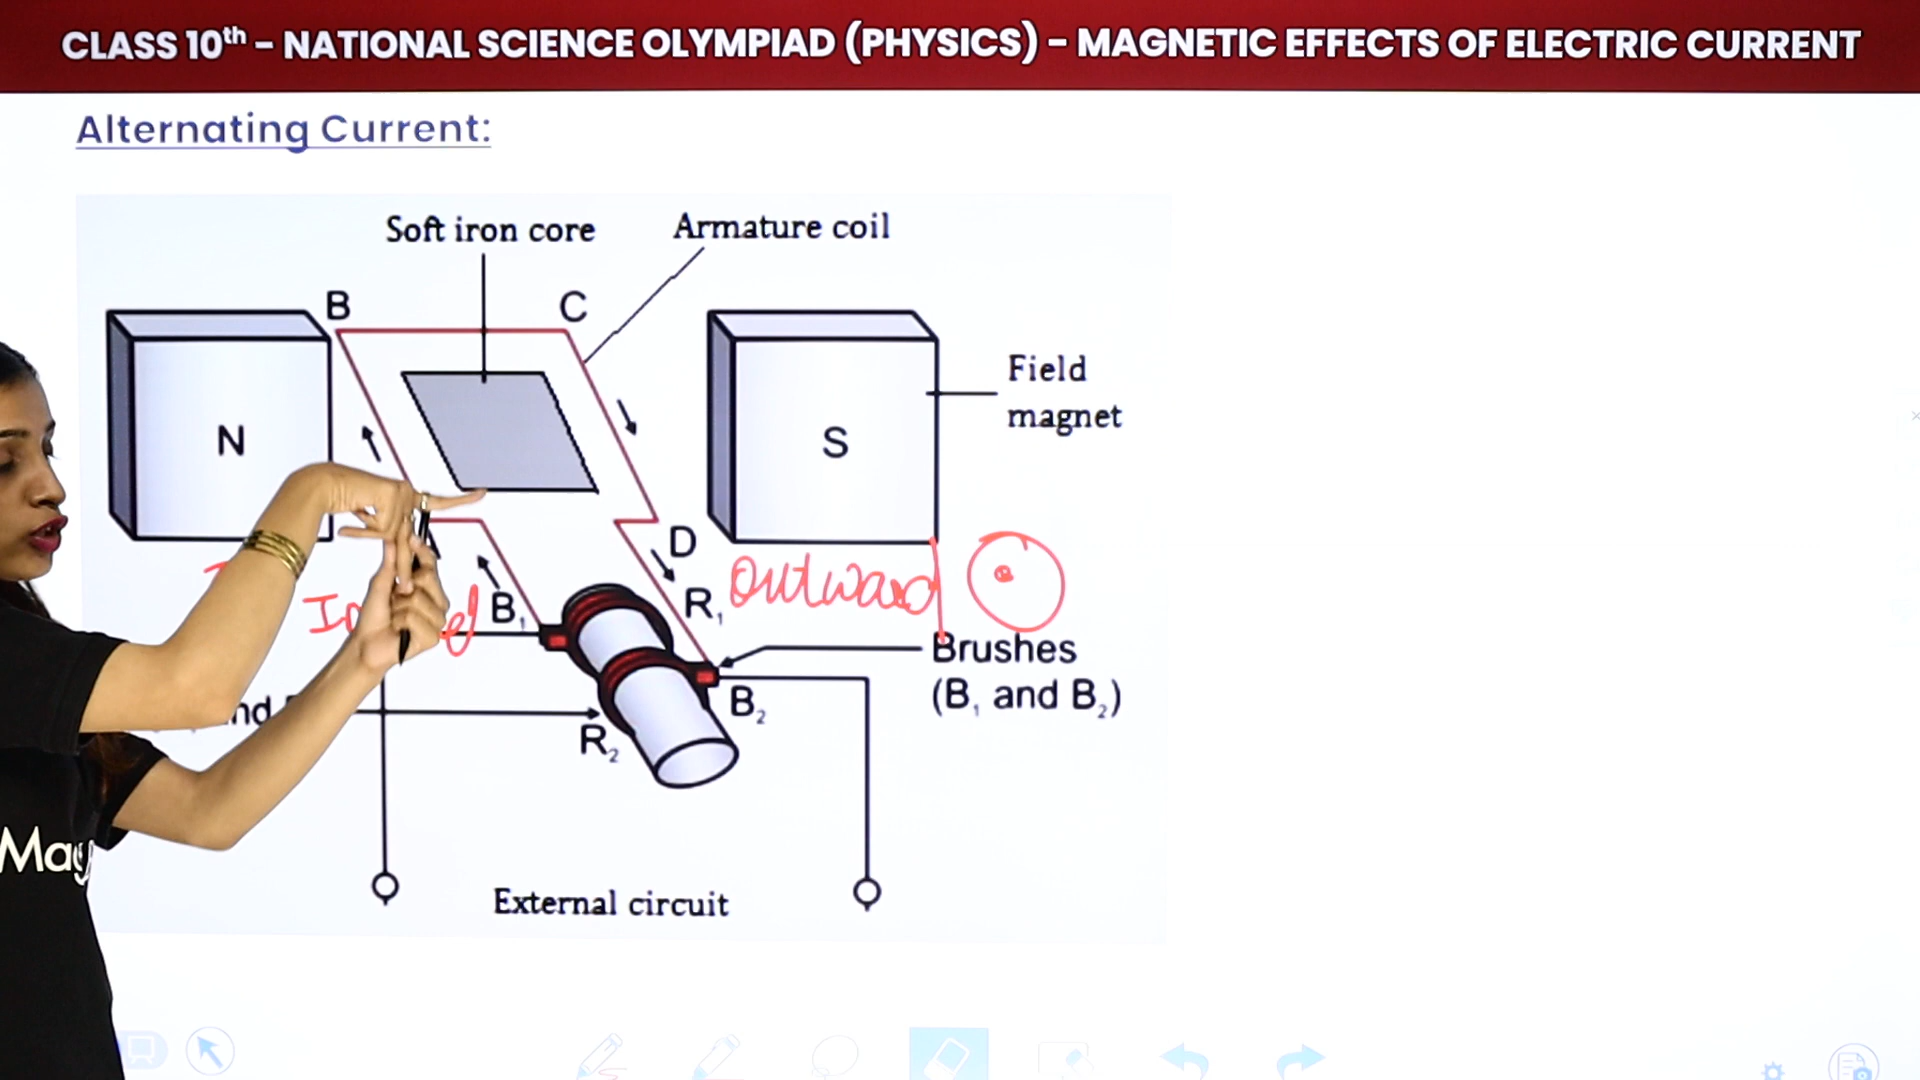 CLASS 10th – NATIONAL SCIENCE OLYMPIAD (PHYSICS) – MAGNETIC EFFECTS OF ELECTRIC CURRENT
Alternating Current:
Soft iron core
Armature coil
B
C
N
S
Field
magnet
D
outward
R1
B1
Brushes
(B1 and B2)
B2
R2
External circuit